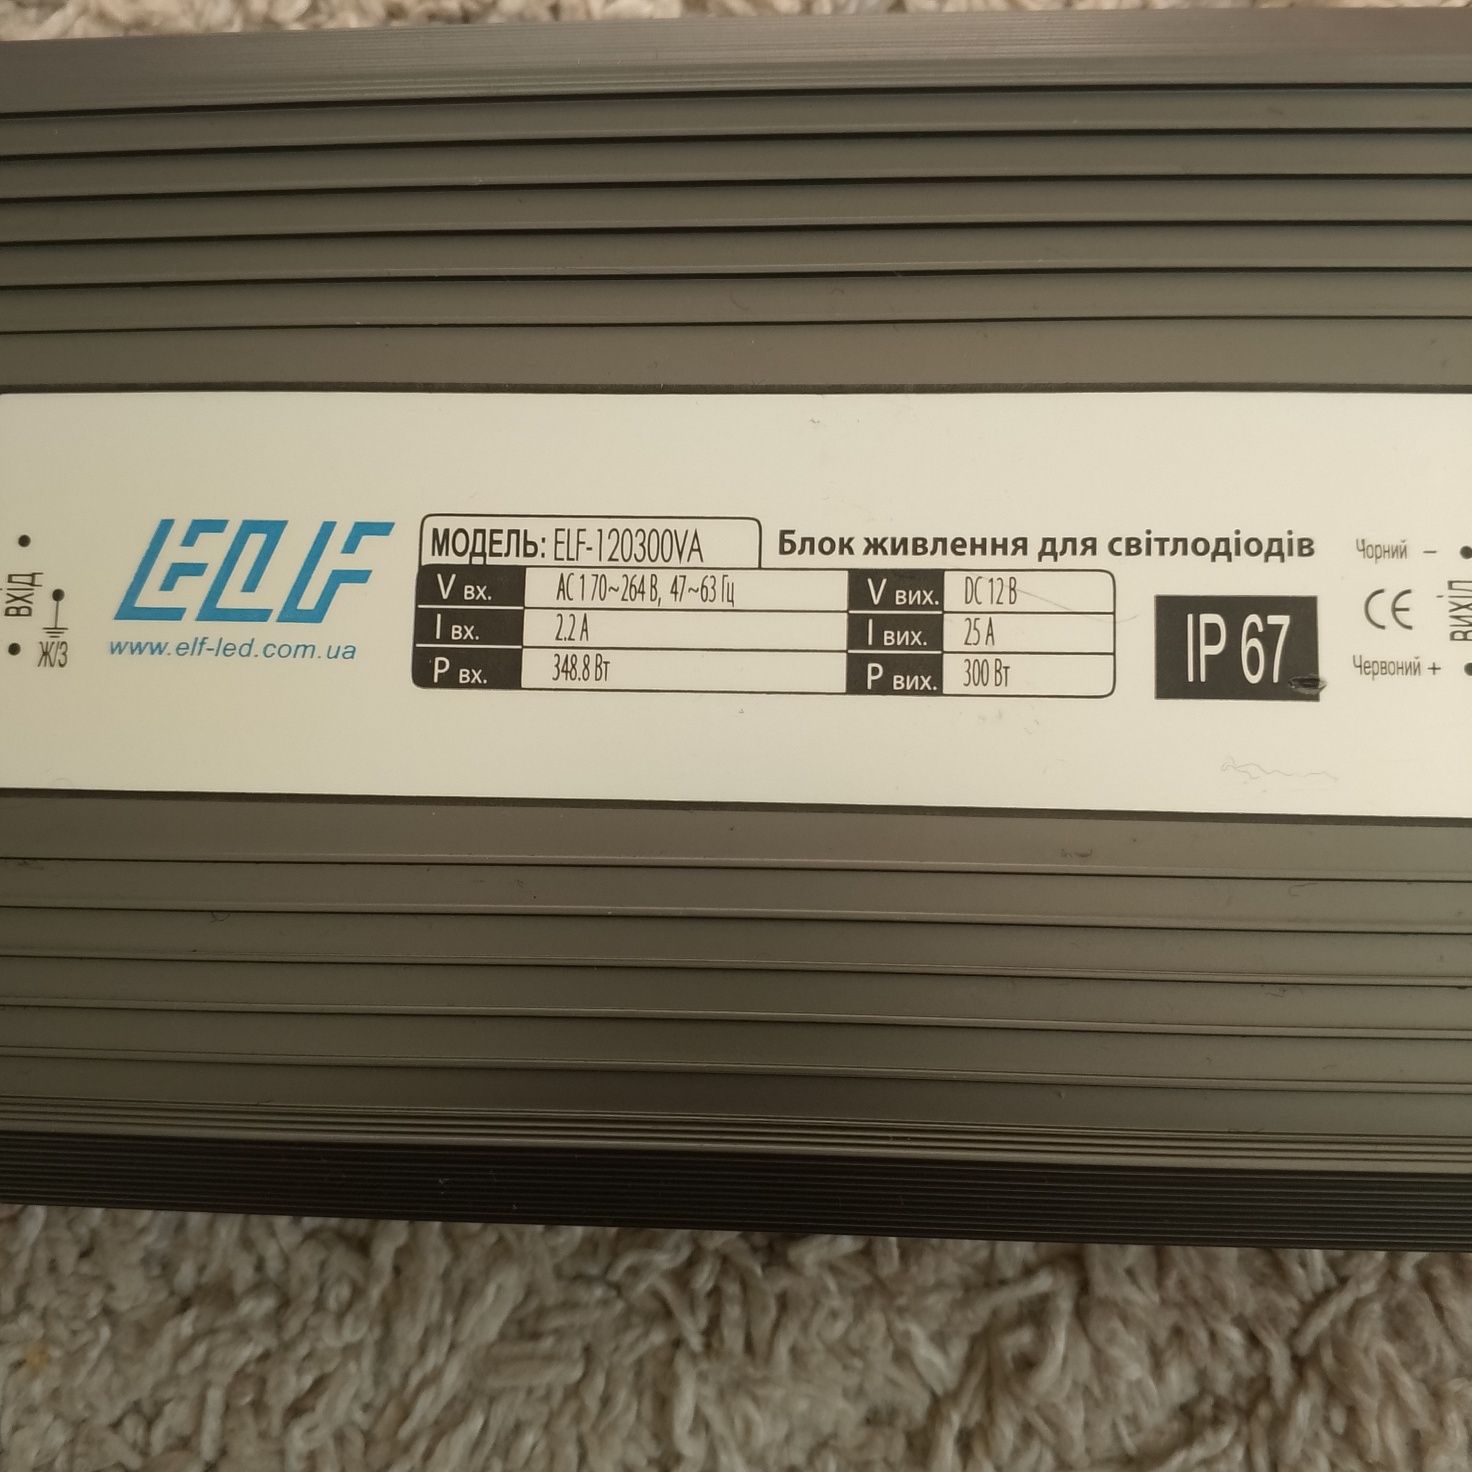 ВХІД
Ж/З
ELF
www.elf-led.com.ua
МОДЕЛЬ: ELF-120300VA
Блок живлення для світлодіодів
V вх. AC 170~264 В, 47~63 Гц V вих. DC 12 В
I вх. 2.2 А I вих. 25 А
P вх. 348.8 Вт P вих. 300 Вт
IP 67
Чорний –
CE
Червоний +
ВИХІД